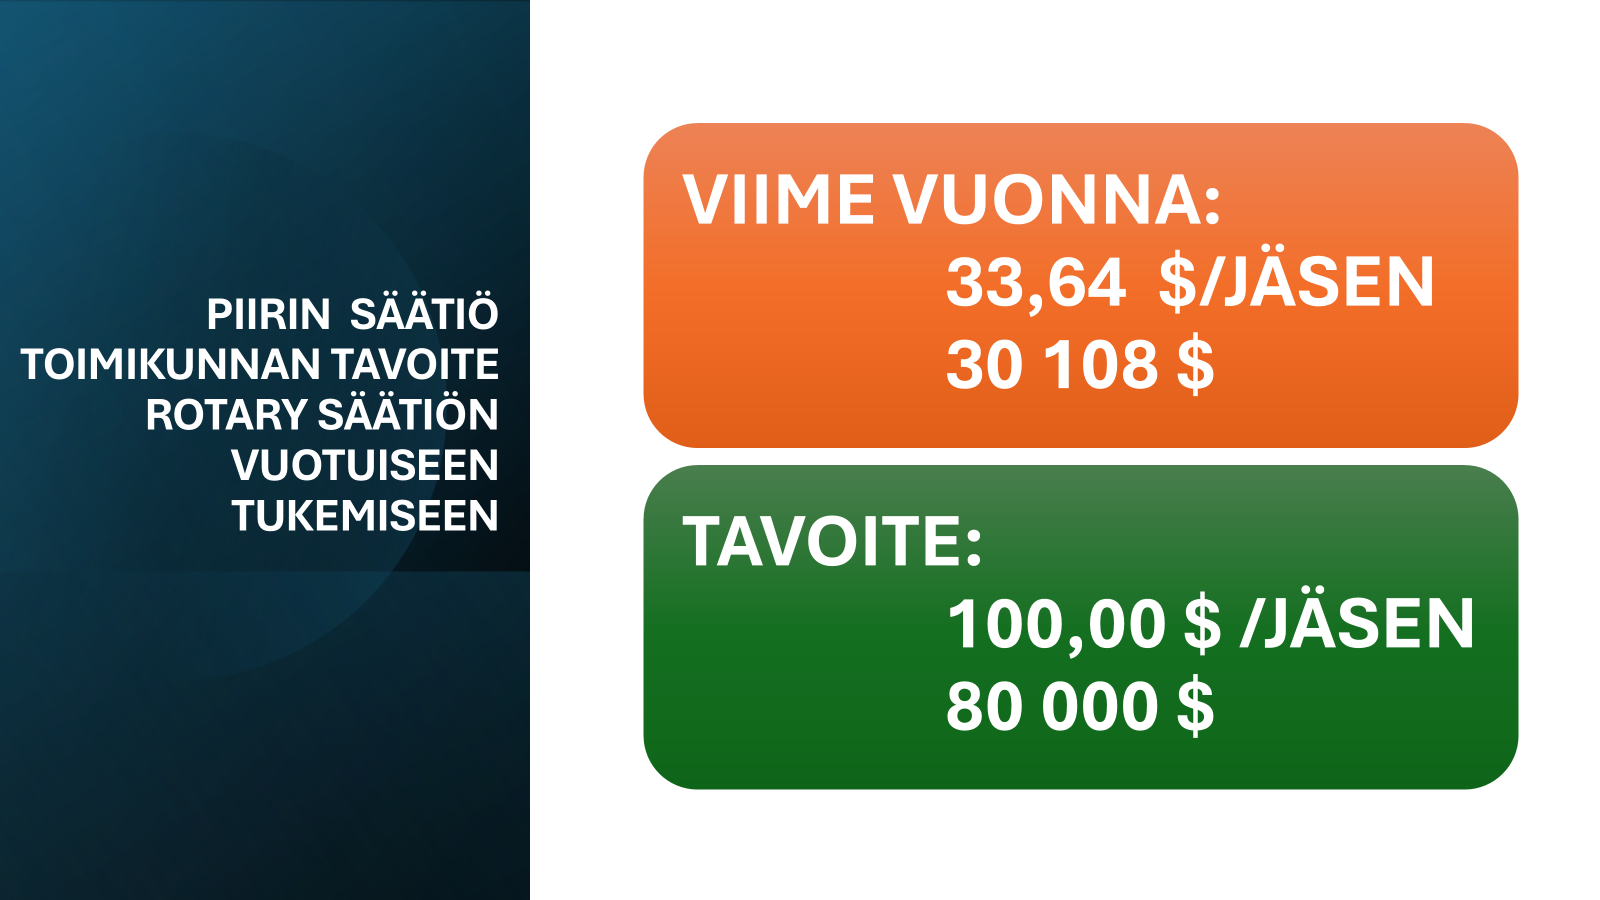 PIIRIN  SÄÄTIÖ
TOIMIKUNNAN TAVOITE
ROTARY SÄÄTIÖN
VUOTUISEEN
TUKEMISEEN
VIIME VUONNA:
33,64  $/JÄSEN
30 108 $
TAVOITE:
100,00 $ /JÄSEN
80 000 $